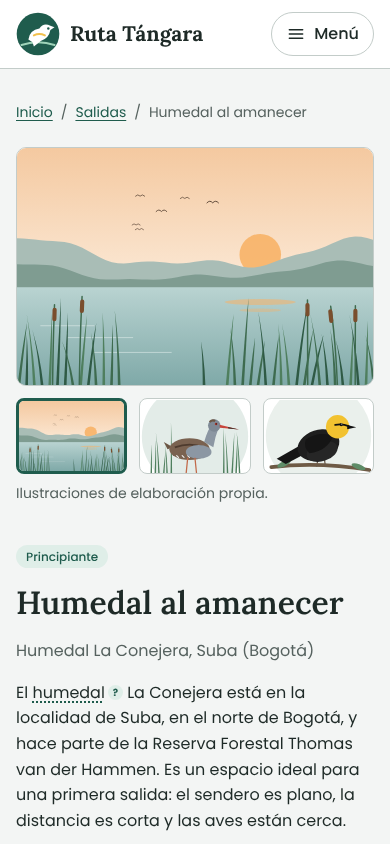 Ruta Tángara
Menú
Inicio / Salidas / Humedal al amanecer
Ilustraciones de elaboración propia.
Principiante
Humedal al amanecer
Humedal La Conejera, Suba (Bogotá)
El humedal ? La Conejera está en la
localidad de Suba, en el norte de Bogotá, y
hace parte de la Reserva Forestal Thomas
van der Hammen. Es un espacio ideal para
una primera salida: el sendero es plano, la
distancia es corta y las aves están cerca.